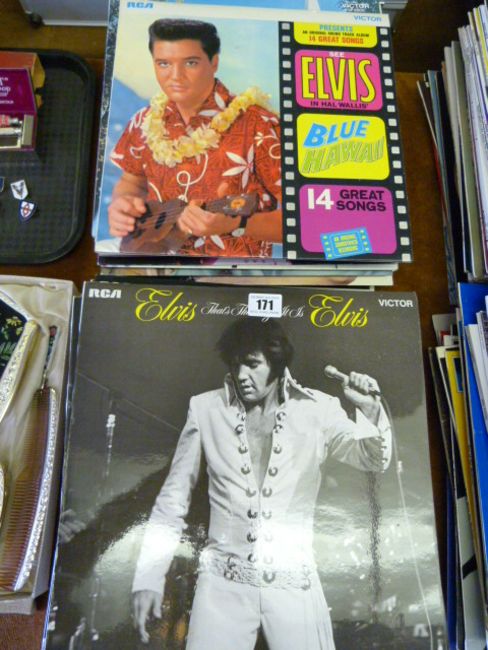 RCA
VICTOR
PRESENTS
AN ORIGINAL SOUND TRACK ALBUM
14 GREAT SONGS
SEE
ELVIS
IN HAL WALLIS'
BLUE
HAWAII
14 GREAT
SONGS
RCA
Elvis That's The Way It Is Elvis
VICTOR
171